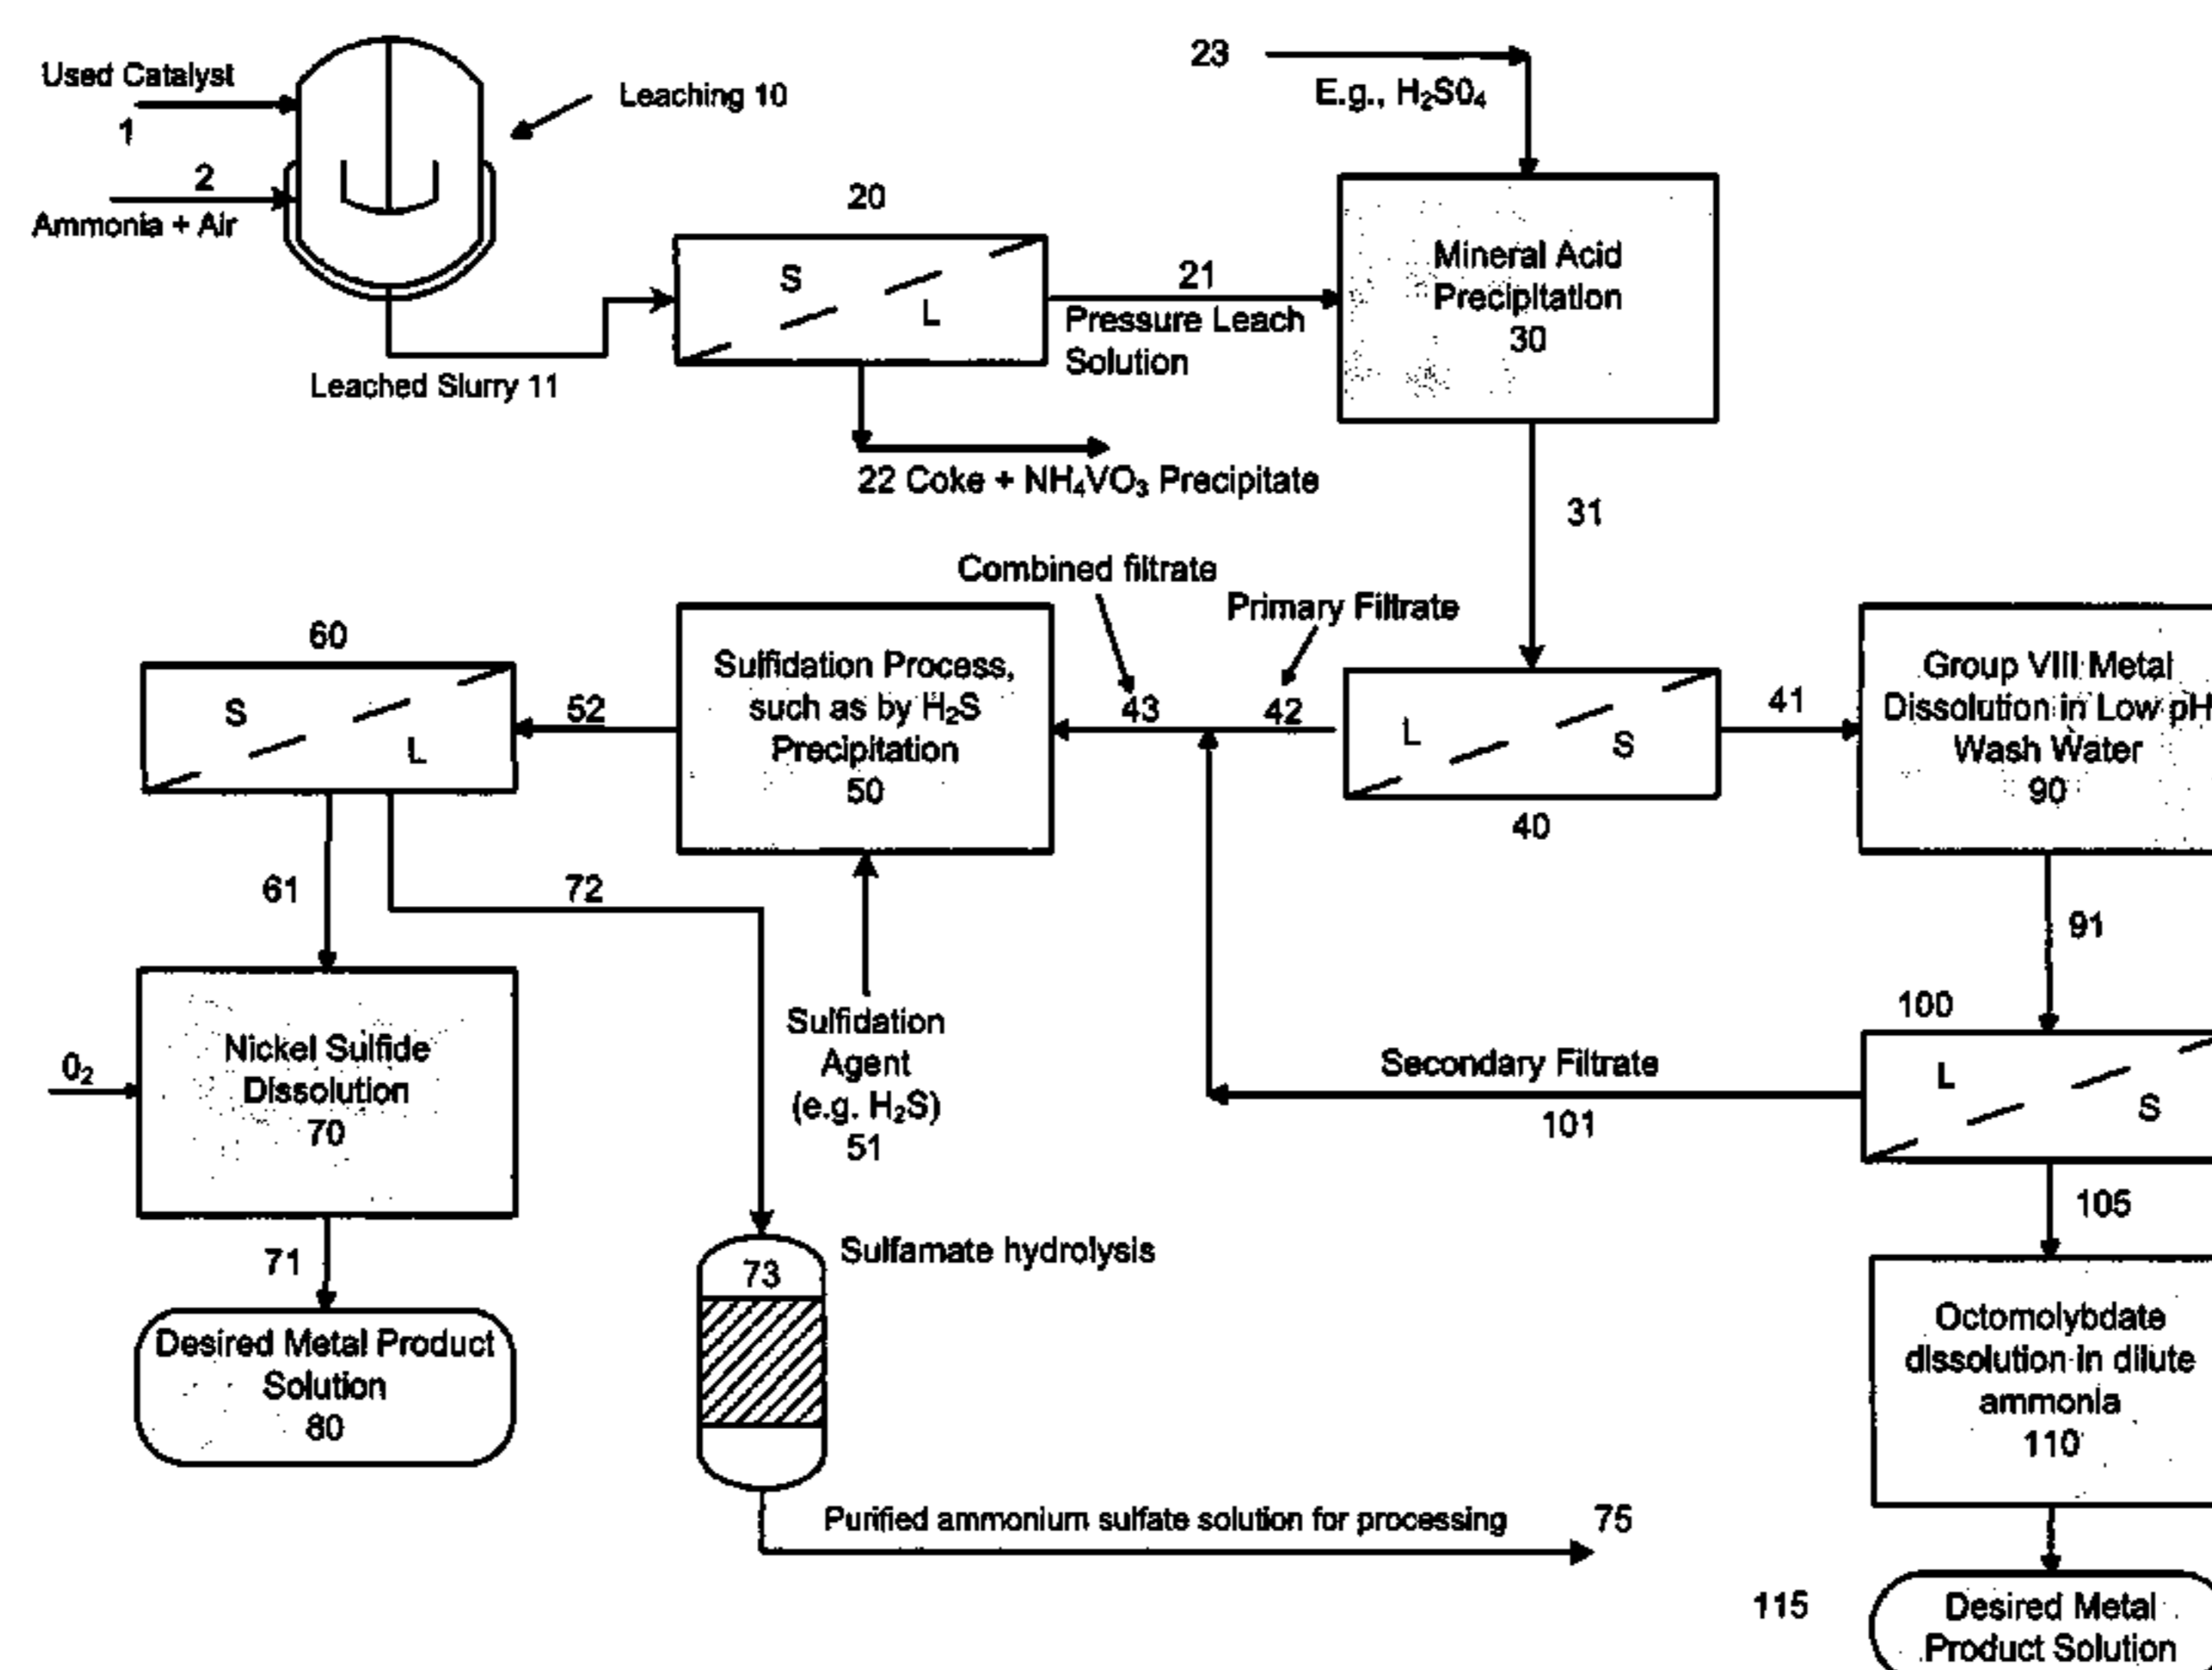 Used Catalyst
1
2
Ammonia + Air
Leaching 10
Leached Slurry 11
20
S
L
21
Pressure Leach
Solution
22 Coke + NH₄VO₃ Precipitate
23
E.g., H₂S0₄
Mineral Acid
Precipitation
30
31
Combined filtrate
Primary Filtrate
60
S
L
52
Sulfidation Process,
such as by H₂S
Precipitation
50
43
42
L
S
40
41
Group VIII Metal
Dissolution in Low pH
Wash Water
90
61
72
91
100
L
S
Sulfidation
Agent
(e.g. H₂S)
51
Secondary Filtrate
101
0₂
Nickel Sulfide
Dissolution
70
71
Desired Metal Product
Solution
80
73
Sulfamate hydrolysis
Purified ammonium sulfate solution for processing
75
105
Octomolybdate
dissolution in dilute
ammonia
110
115
Desired Metal
Product Solution